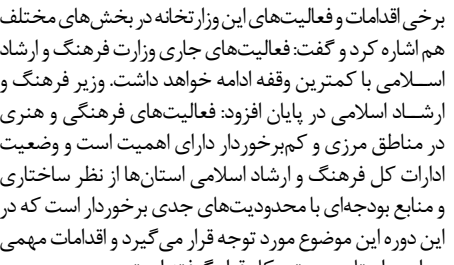 برخی اقدامات و فعالیت‌های این وزارتخانه در بخش‌های مختلف
هم اشاره کرد و گفت: فعالیت‌های جاری وزارت فرهنگ و ارشاد
اسلامی با کمترین وقفه ادامه خواهد داشت. وزیر فرهنگ و
ارشاد اسلامی در پایان افزود: فعالیت‌های فرهنگی و هنری
در مناطق مرزی و کم‌برخوردار دارای اهمیت است و وضعیت
ادارات کل فرهنگ و ارشاد اسلامی استان‌ها از نظر ساختاری
و منابع بودجه‌ای با محدودیت‌های جدی برخوردار است که در
این دوره این موضوع مورد توجه قرار می‌گیرد و اقدامات مهمی